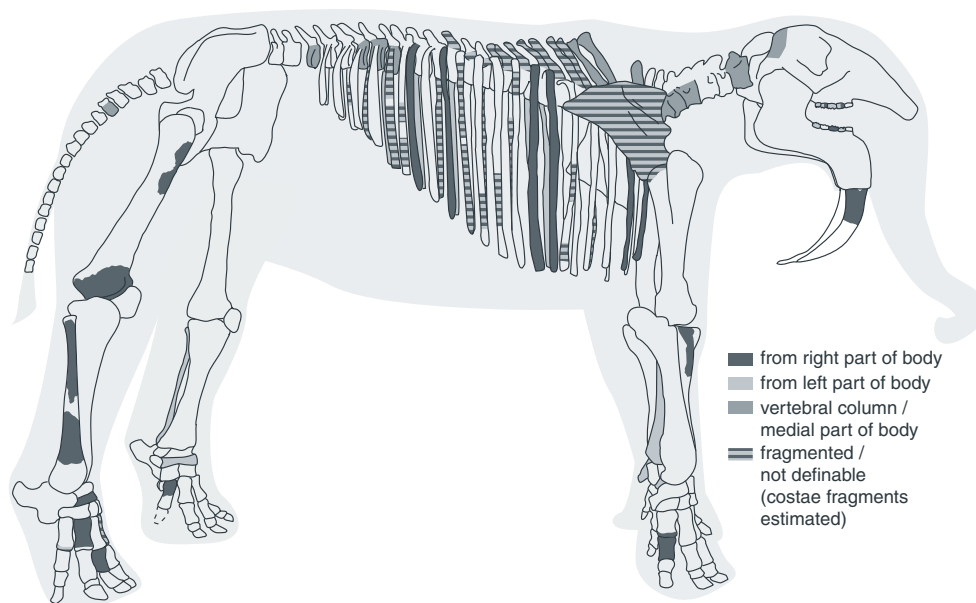 from right part of body
from left part of body
vertebral column /
medial part of body
fragmented /
not definable
(costae fragments
estimated)